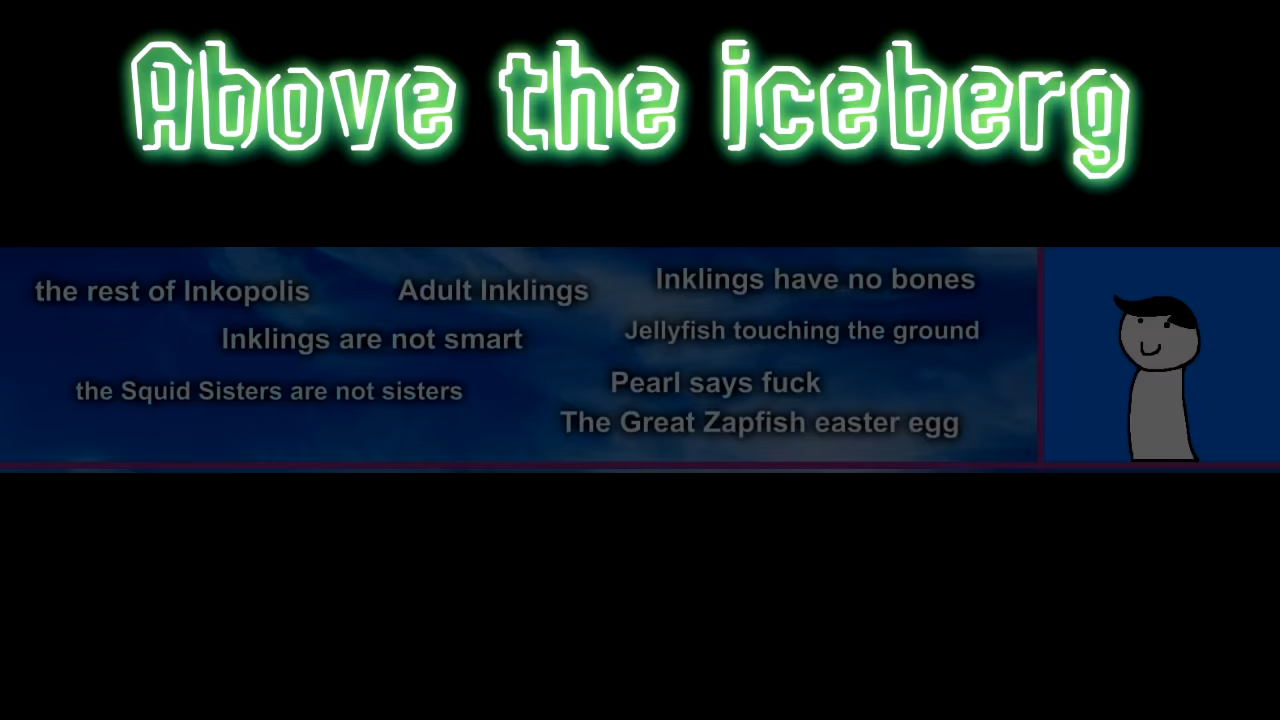 Above the iceberg
the rest of Inkopolis
Adult Inklings
Inklings have no bones
Inklings are not smart
Jellyfish touching the ground
the Squid Sisters are not sisters
Pearl says fuck
The Great Zapfish easter egg